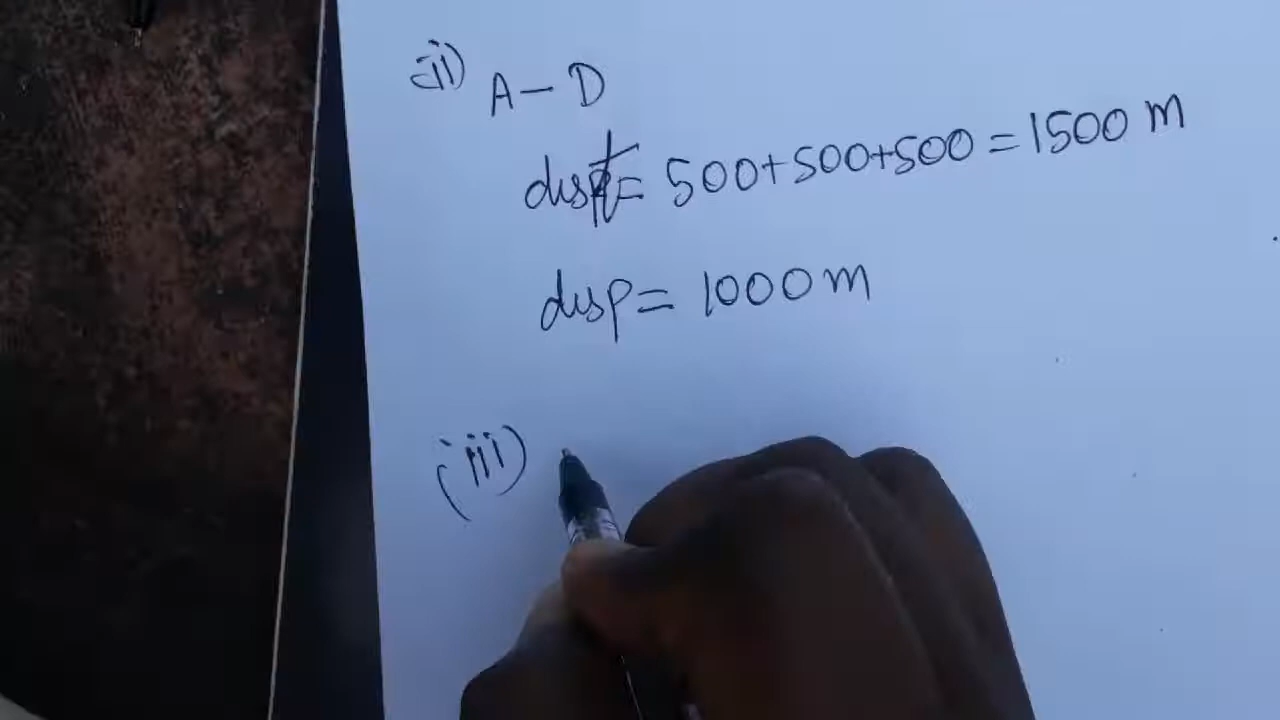 (ii) A - D
dist = 500+500+500 = 1500 m
disp = 1000 m
(iii)